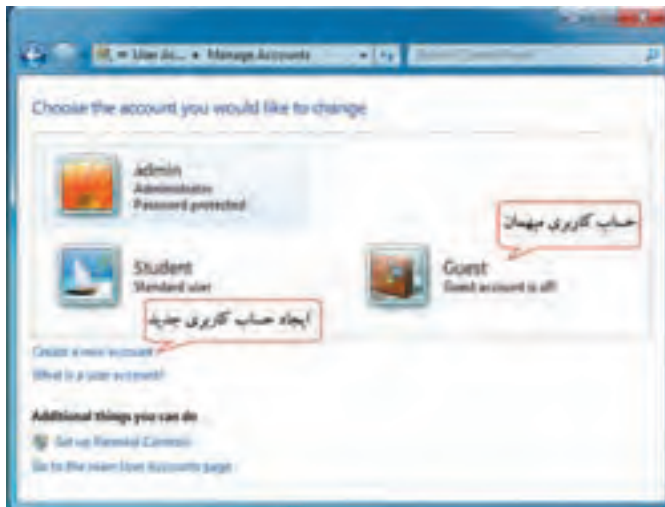 User Ac... ▸ Manage Accounts
Choose the account you would like to change
admin
Administrator
Password protected
حساب کاربری میهمان
Student
Standard user
Guest
Guest account is off
ایجاد حساب کاربری جدید
Create a new account
What is a user account?
Additional things you can do
Set up Parental Controls
Go to the main User Accounts page